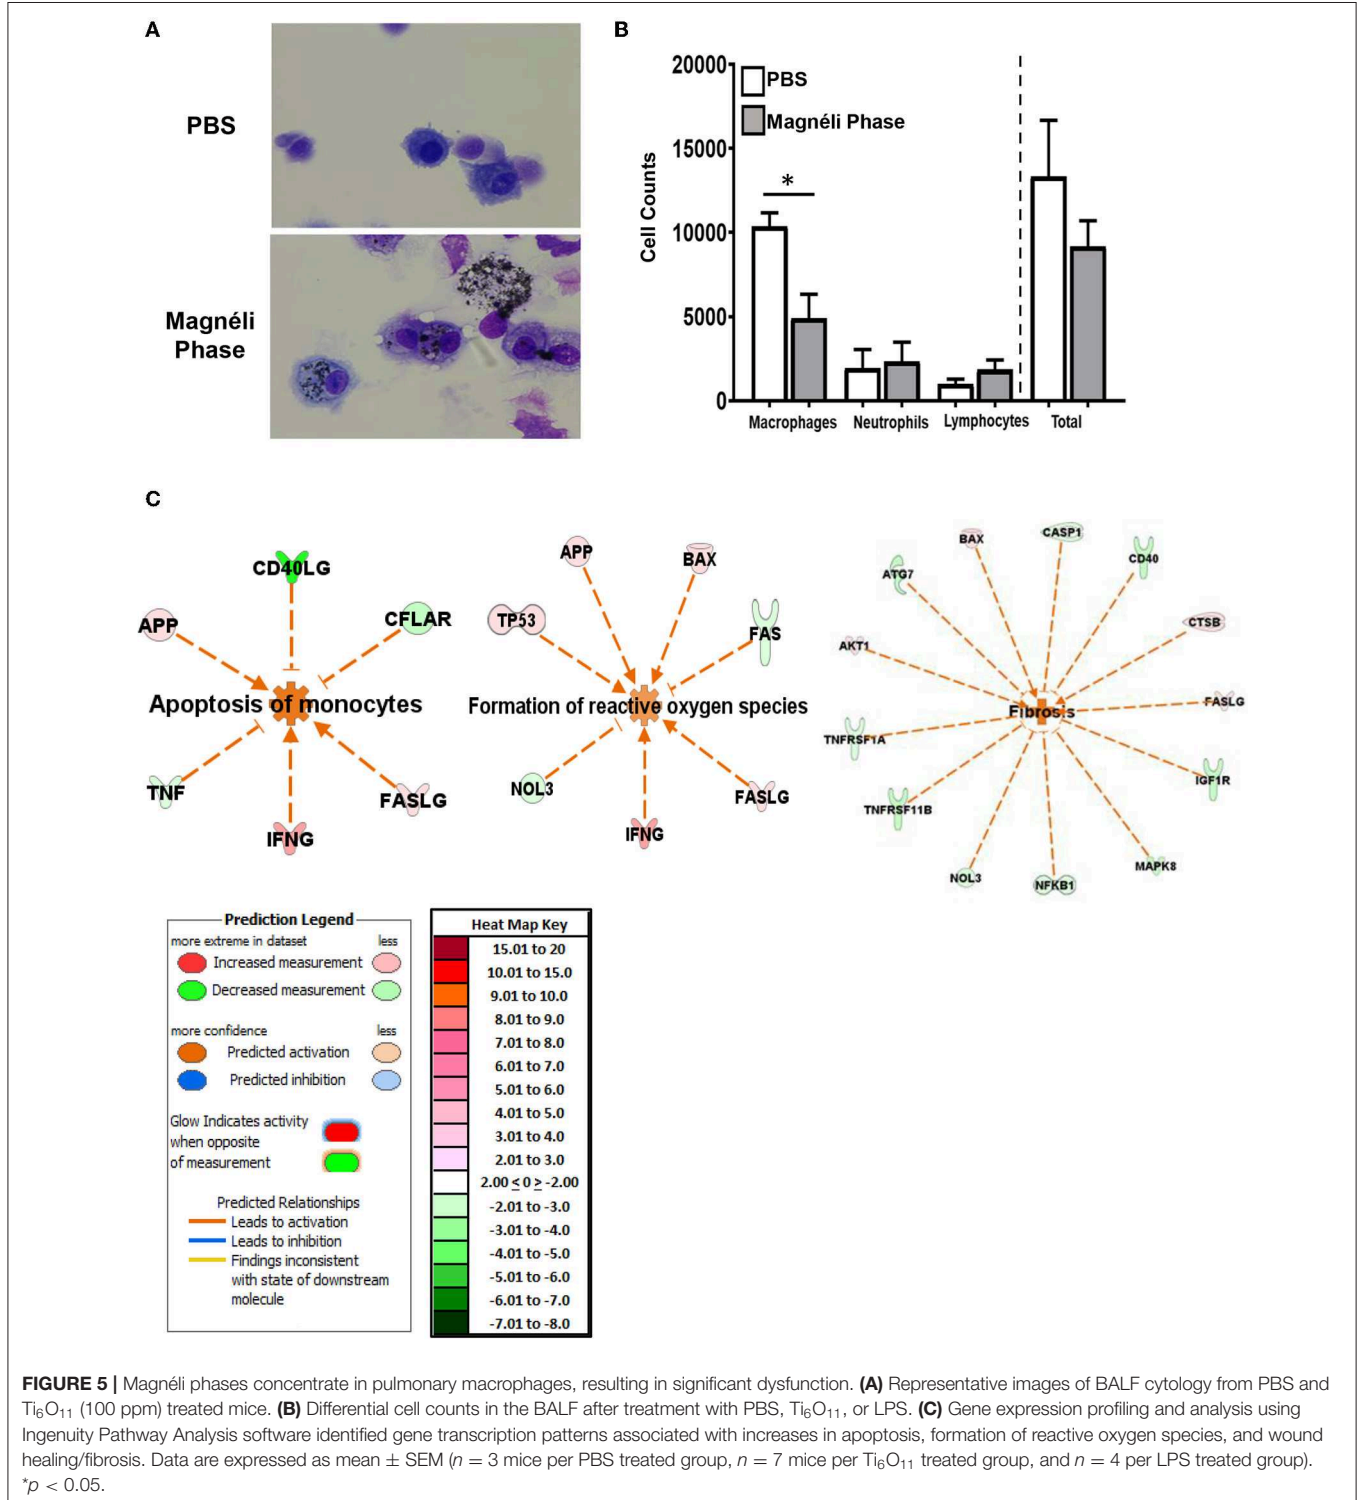 A
PBS
Magnéli
Phase
B
20000
15000
10000
5000
0
Cell Counts
PBS
Magnéli Phase
*
Macrophages Neutrophils Lymphocytes Total
C
CD40LG
APP
CFLAR
Apoptosis of monocytes
TNF
FASLG
IFNG
APP
BAX
TP53
FAS
Formation of reactive oxygen species
NOL3
FASLG
IFNG
BAX
CASP1
CD40
ATG7
CTSB
AKT1
FASLG
Fibrosis
TNFRSF1A
IGF1R
TNFRSF11B
MAPK8
NOL3
NFKB1
Prediction Legend
more extreme in dataset less
Increased measurement
Decreased measurement
more confidence less
Predicted activation
Predicted inhibition
Glow Indicates activity
when opposite
of measurement
Predicted Relationships
Leads to activation
Leads to inhibition
Findings inconsistent
with state of downstream
molecule
Heat Map Key
15.01 to 20
10.01 to 15.0
9.01 to 10.0
8.01 to 9.0
7.01 to 8.0
6.01 to 7.0
5.01 to 6.0
4.01 to 5.0
3.01 to 4.0
2.01 to 3.0
2.00 ≤ 0 ≥ -2.00
-2.01 to -3.0
-3.01 to -4.0
-4.01 to -5.0
-5.01 to -6.0
-6.01 to -7.0
-7.01 to -8.0
FIGURE 5 | Magnéli phases concentrate in pulmonary macrophages, resulting in significant dysfunction. (A) Representative images of BALF cytology from PBS and
Ti₆O₁₁ (100 ppm) treated mice. (B) Differential cell counts in the BALF after treatment with PBS, Ti₆O₁₁, or LPS. (C) Gene expression profiling and analysis using
Ingenuity Pathway Analysis software identified gene transcription patterns associated with increases in apoptosis, formation of reactive oxygen species, and wound
healing/fibrosis. Data are expressed as mean ± SEM (n = 3 mice per PBS treated group, n = 7 mice per Ti₆O₁₁ treated group, and n = 4 per LPS treated group).
*p < 0.05.